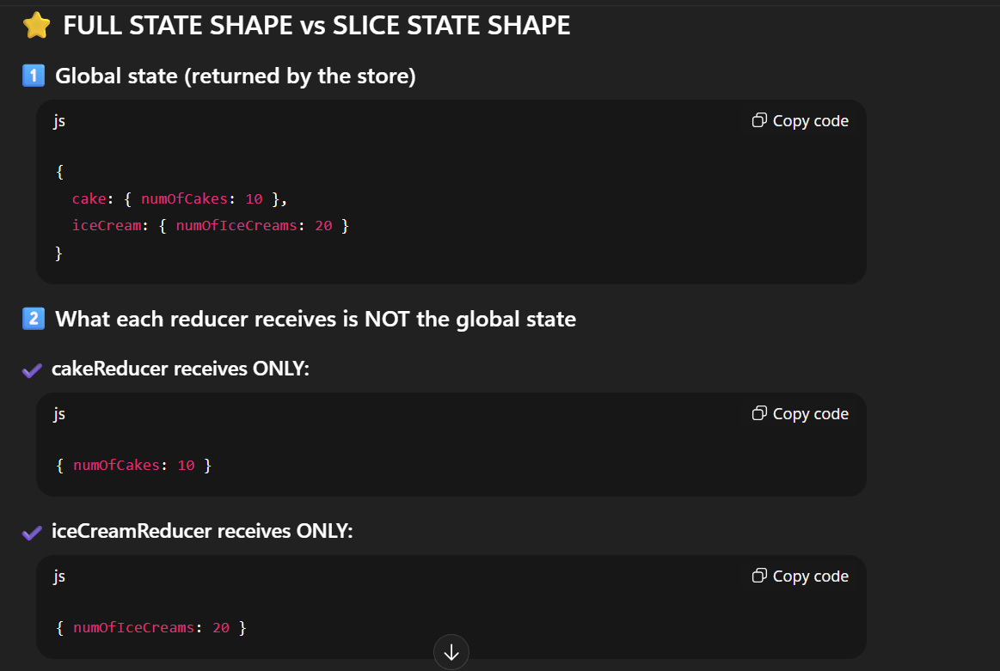 ⭐ FULL STATE SHAPE vs SLICE STATE SHAPE
1 Global state (returned by the store)
js Copy code
{
  cake: { numOfCakes: 10 },
  iceCream: { numOfIceCreams: 20 }
}
2 What each reducer receives is NOT the global state
✔ cakeReducer receives ONLY:
js Copy code
{ numOfCakes: 10 }
✔ iceCreamReducer receives ONLY:
js Copy code
{ numOfIceCreams: 20 }